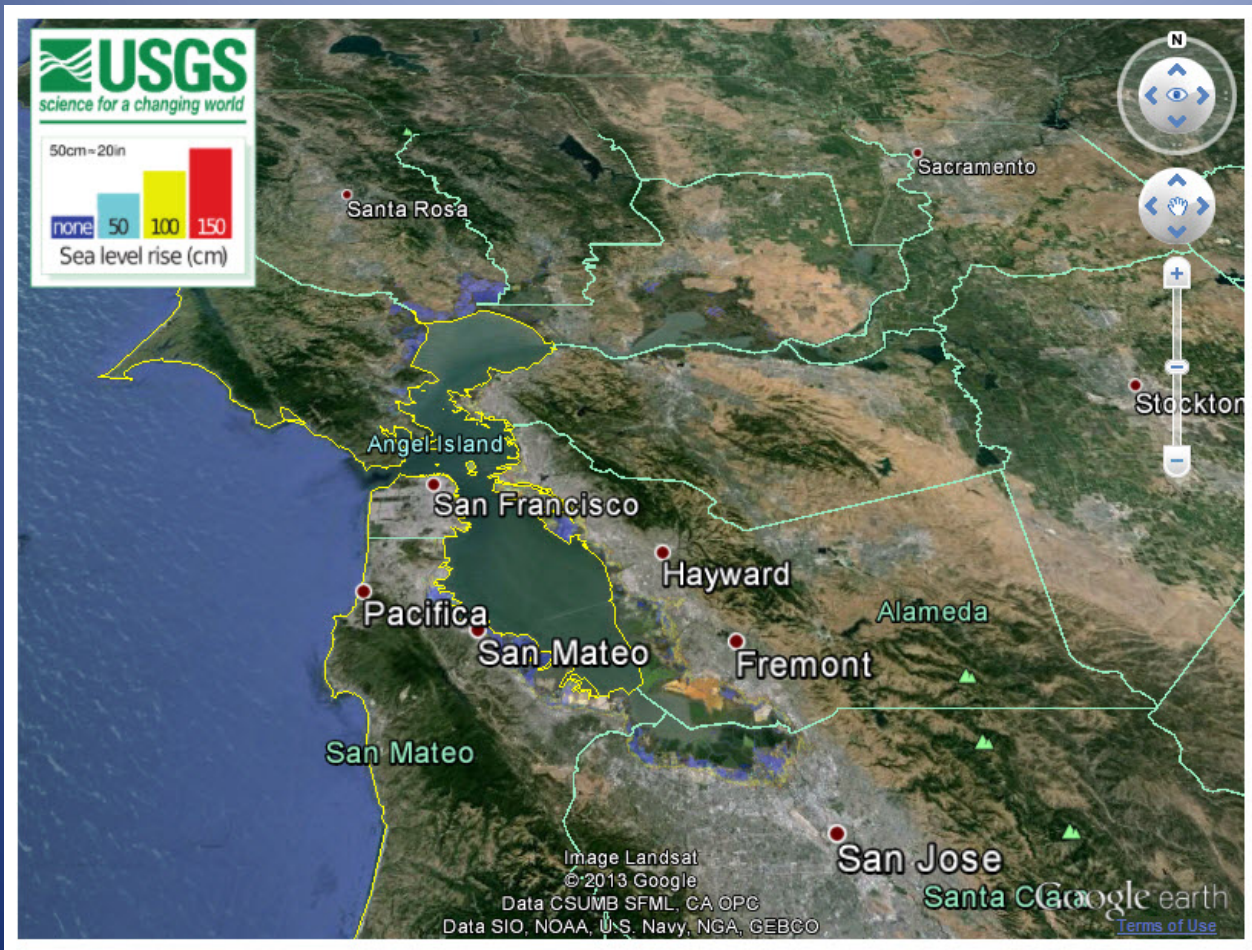 USGS
science for a changing world
50cm≈20in
none 50 100 150
Sea level rise (cm)
N
Sacramento
Santa Rosa
Stockton
Angel Island
San Francisco
Hayward
Pacifica
Alameda
San Mateo
Fremont
San Mateo
San Jose
Image Landsat
© 2013 Google
Data CSUMB SFML, CA OPC
Data SIO, NOAA, U.S. Navy, NGA, GEBCO
Santa
Google earth
Terms of Use